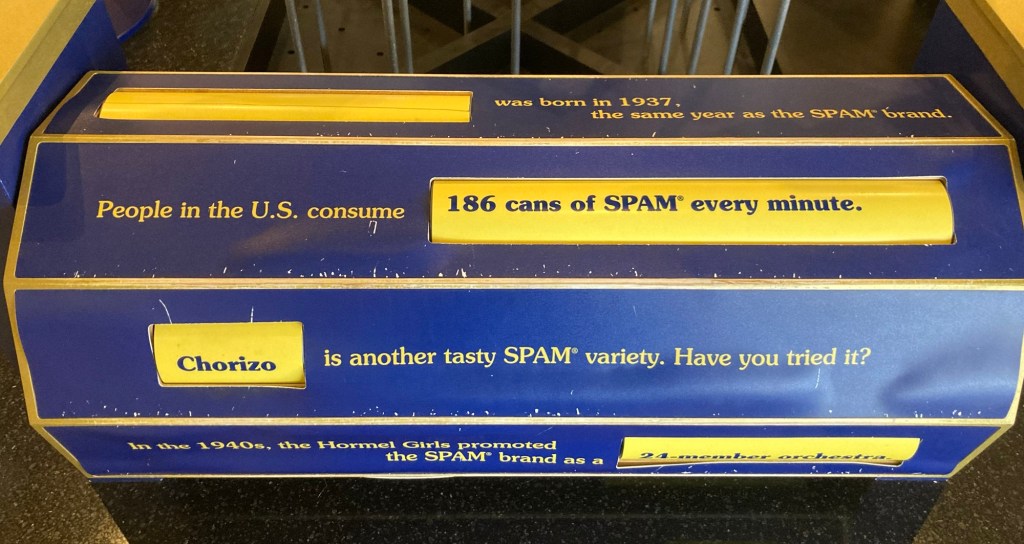 was born in 1937,
the same year as the SPAM® brand.
People in the U.S. consume 186 cans of SPAM® every minute.
Chorizo is another tasty SPAM® variety. Have you tried it?
In the 1940s, the Hormel Girls promoted
the SPAM® brand as a 24-member orchestra.